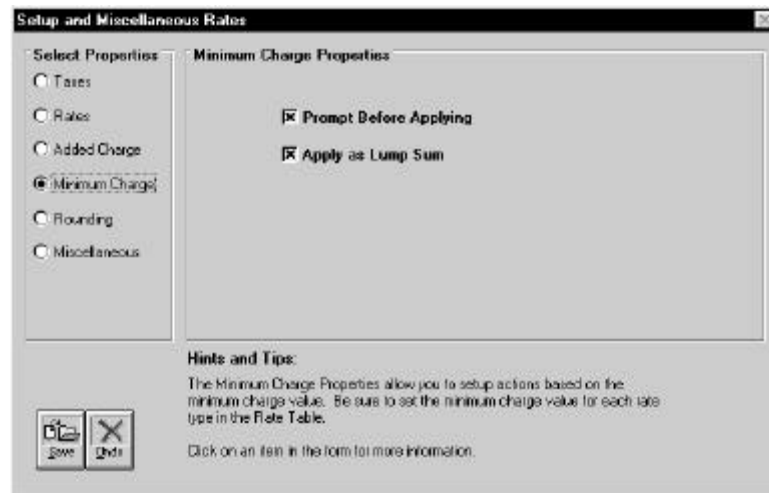 Setup and Miscellaneous Rates
Select Properties
Taxes
Rates
Added Charge
Minimum Charge
Rounding
Miscellaneous
Minimum Charge Properties
Prompt Before Applying
Apply as Lump Sum
Hints and Tips:
The Minimum Charge Properties allow you to setup actions based on the
minimum charge value. Be sure to set the minimum charge value for each rate
type in the Rate Table.
Click on an item in the form for more information.
Save
Undo